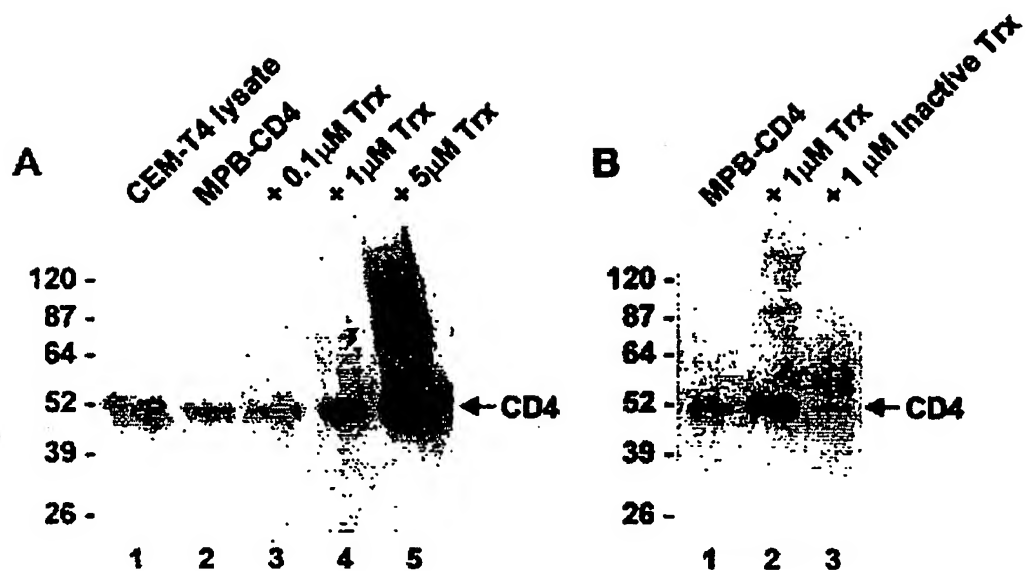 A
CEM-T4 lysate
MPB-CD4
+ 0.1µM Trx
+ 1µM Trx
+ 5µM Trx
120 -
87 -
64 -
52 -
39 -
26 -
CD4
1 2 3 4 5
B
MPB-CD4
+ 1µM Trx
+ 1 µM Inactive Trx
120 -
87 -
64 -
52 -
39 -
26 -
CD4
1 2 3